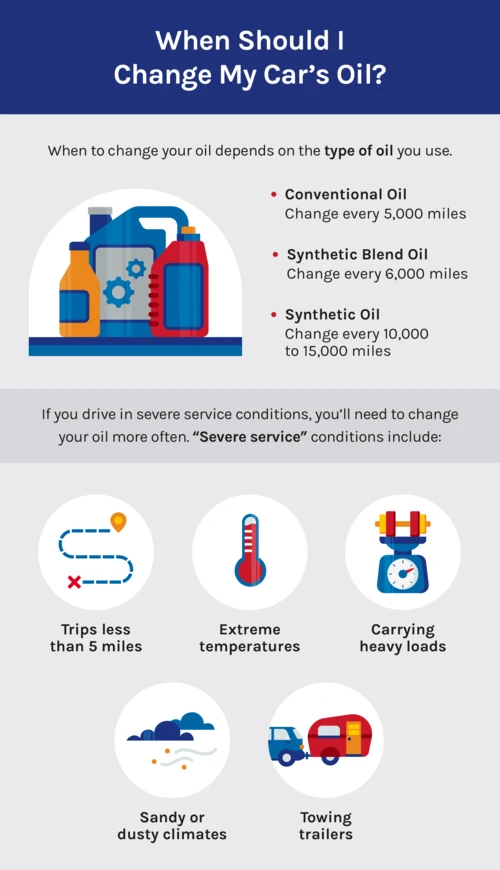 When Should I
Change My Car's Oil?
When to change your oil depends on the type of oil you use.
• Conventional Oil
Change every 5,000 miles
• Synthetic Blend Oil
Change every 6,000 miles
• Synthetic Oil
Change every 10,000
to 15,000 miles
If you drive in severe service conditions, you'll need to change
your oil more often. “Severe service” conditions include:
Trips less
than 5 miles
Extreme
temperatures
Carrying
heavy loads
Sandy or
dusty climates
Towing
trailers